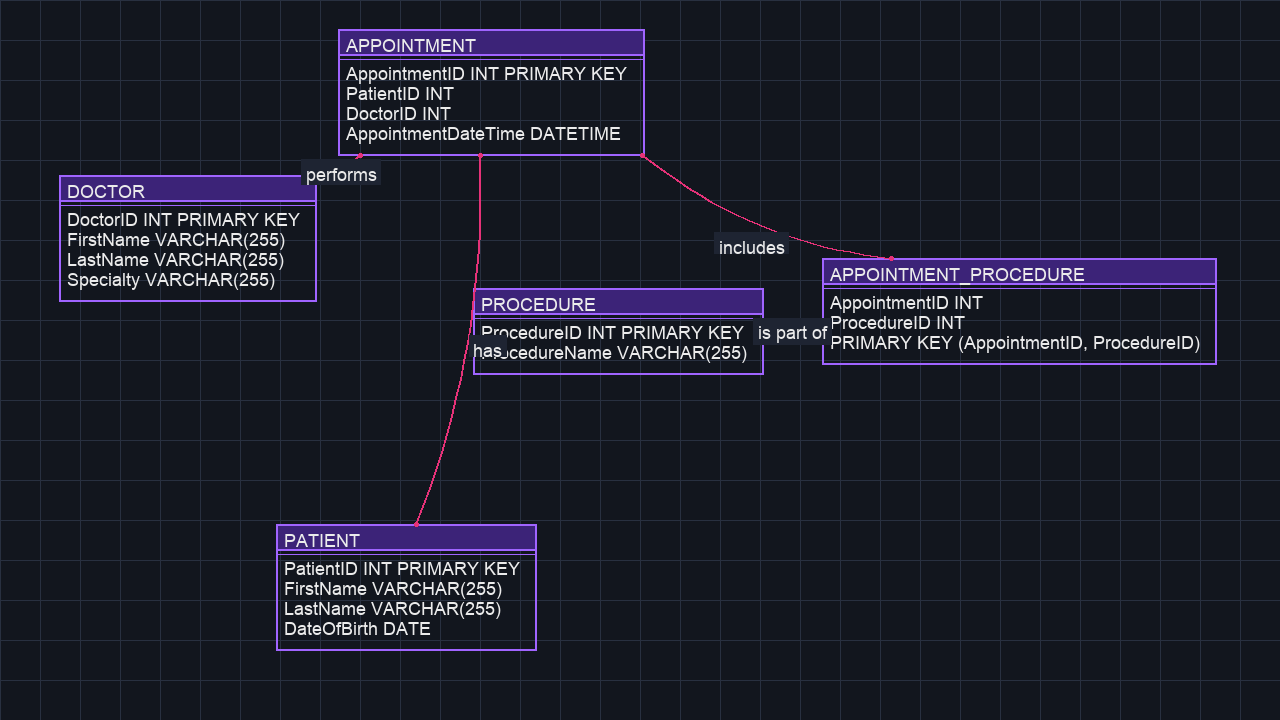 APPOINTMENT
AppointmentID INT PRIMARY KEY
PatientID INT
DoctorID INT
AppointmentDateTime DATETIME
performs
DOCTOR
DoctorID INT PRIMARY KEY
FirstName VARCHAR(255)
LastName VARCHAR(255)
Specialty VARCHAR(255)
includes
APPOINTMENT_PROCEDURE
AppointmentID INT
ProcedureID INT
PRIMARY KEY (AppointmentID, ProcedureID)
is part of
PROCEDURE
ProcedureID INT PRIMARY KEY
ProcedureName VARCHAR(255)
has
PATIENT
PatientID INT PRIMARY KEY
FirstName VARCHAR(255)
LastName VARCHAR(255)
DateOfBirth DATE